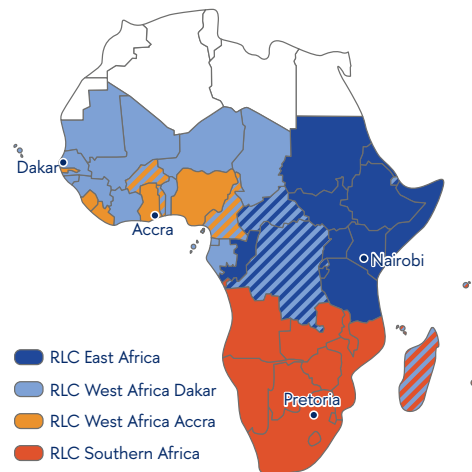 Dakar
Accra
Nairobi
RLC East Africa
RLC West Africa Dakar
Pretoria
RLC West Africa Accra
RLC Southern Africa